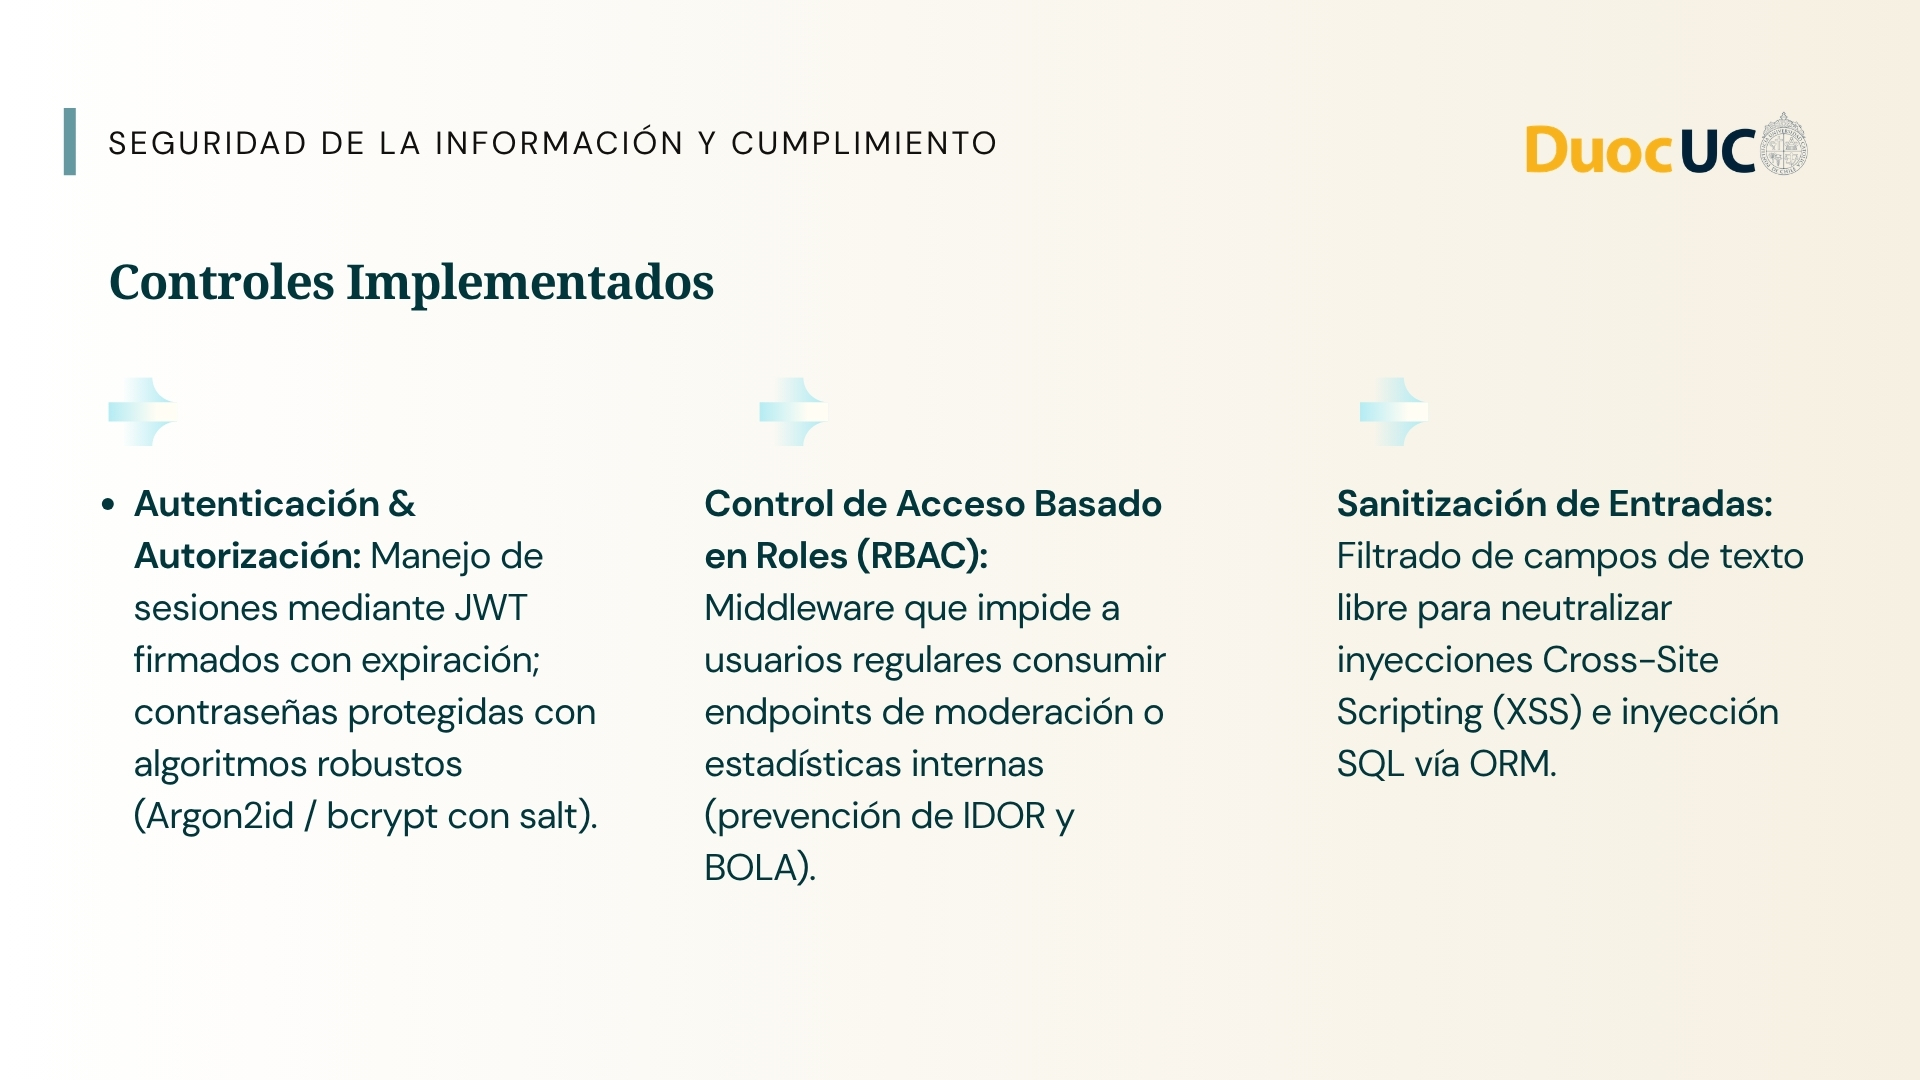 SEGURIDAD DE LA INFORMACIÓN Y CUMPLIMIENTO
DuocUC
Controles Implementados
• Autenticación &
Autorización: Manejo de
sesiones mediante JWT
firmados con expiración;
contraseñas protegidas con
algoritmos robustos
(Argon2id / bcrypt con salt).
Control de Acceso Basado
en Roles (RBAC):
Middleware que impide a
usuarios regulares consumir
endpoints de moderación o
estadísticas internas
(prevención de IDOR y
BOLA).
Sanitización de Entradas:
Filtrado de campos de texto
libre para neutralizar
inyecciones Cross-Site
Scripting (XSS) e inyección
SQL vía ORM.